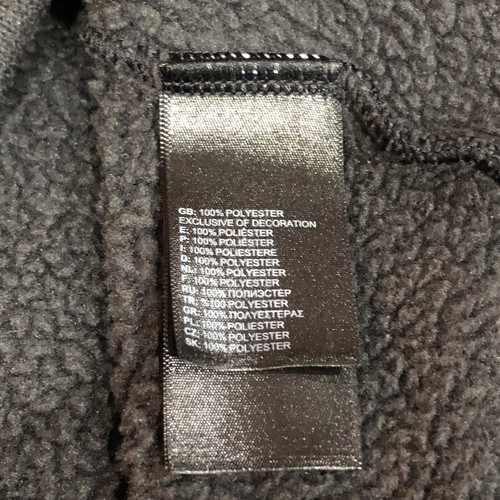 GB: 100% POLYESTER
EXCLUSIVE OF DECORATION
E: 100% POLIÉSTER
P: 100% POLIÉSTER
I: 100% POLIESTERE
D: 100% POLYESTER
NL: 100% POLYESTER
F: 100% POLYESTER
RU: 100% ПОЛИЭСТЕР
TR: %100 POLYESTER
GR: 100% ΠΟΛΥΕΣΤΕΡΑΣ
PL: 100% POLIESTER
CZ: 100% POLYESTER
SK: 100% POLYESTER